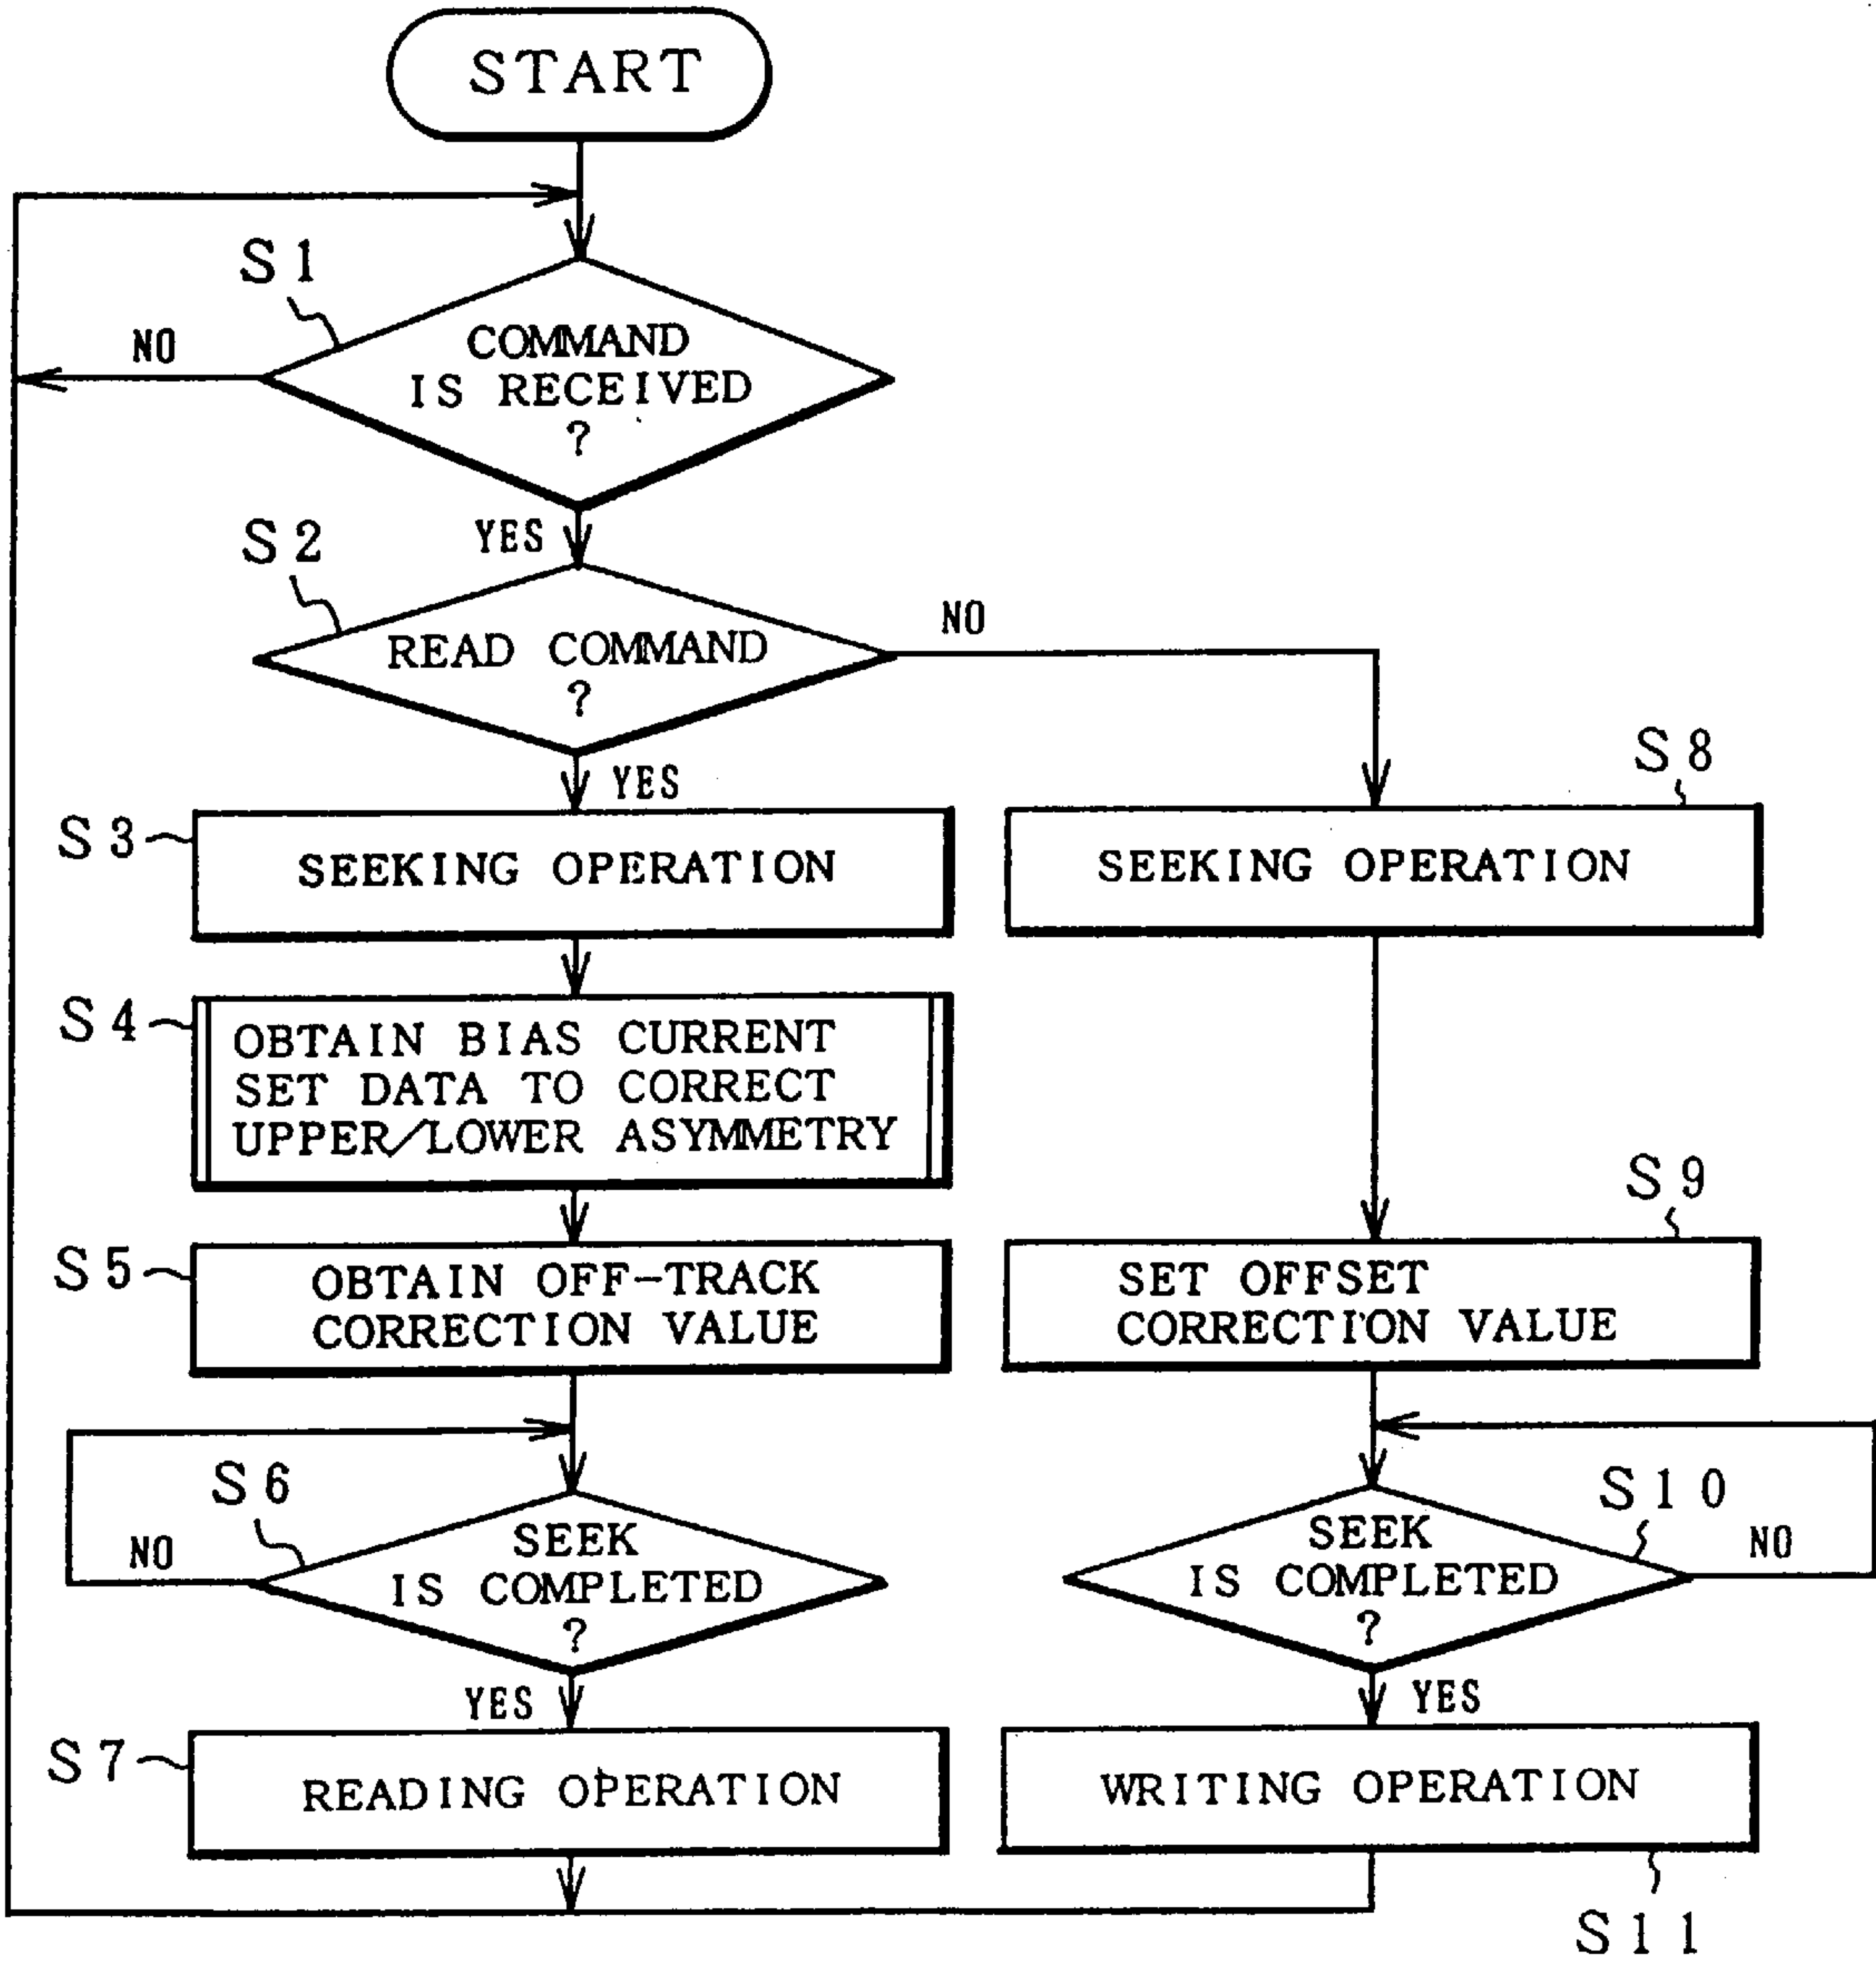 START
S1
NO
COMMAND
IS RECEIVED
?
YES
S2
READ COMMAND
?
NO
YES
S3
SEEKING OPERATION
S8
SEEKING OPERATION
S4
OBTAIN BIAS CURRENT
SET DATA TO CORRECT
UPPER/LOWER ASYMMETRY
S5
OBTAIN OFF-TRACK
CORRECTION VALUE
S9
SET OFFSET
CORRECTION VALUE
S6
NO
SEEK
IS COMPLETED
?
YES
S10
NO
SEEK
IS COMPLETED
?
YES
S7
READING OPERATION
WRITING OPERATION
S11